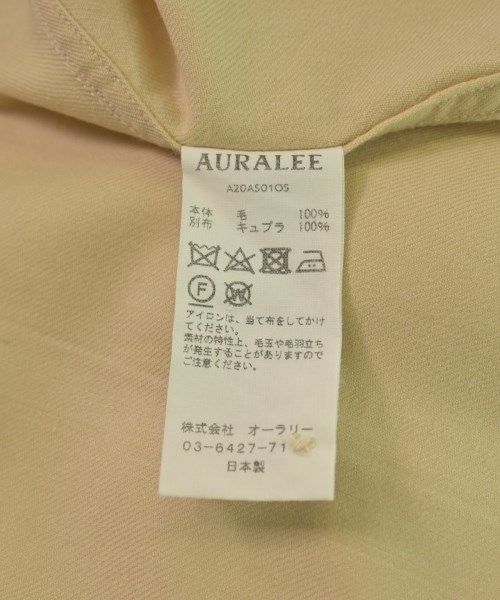 AURALEE
A20AS01OS
本体 毛 100%
別布 キュプラ 100%
F W
アイロンは、当て布をしてかけ
てください。
素材の特性上、毛玉や毛羽立ち
が発生することがありますので
ご注意ください。
株式会社 オーラリー
03-6427-71
日本製